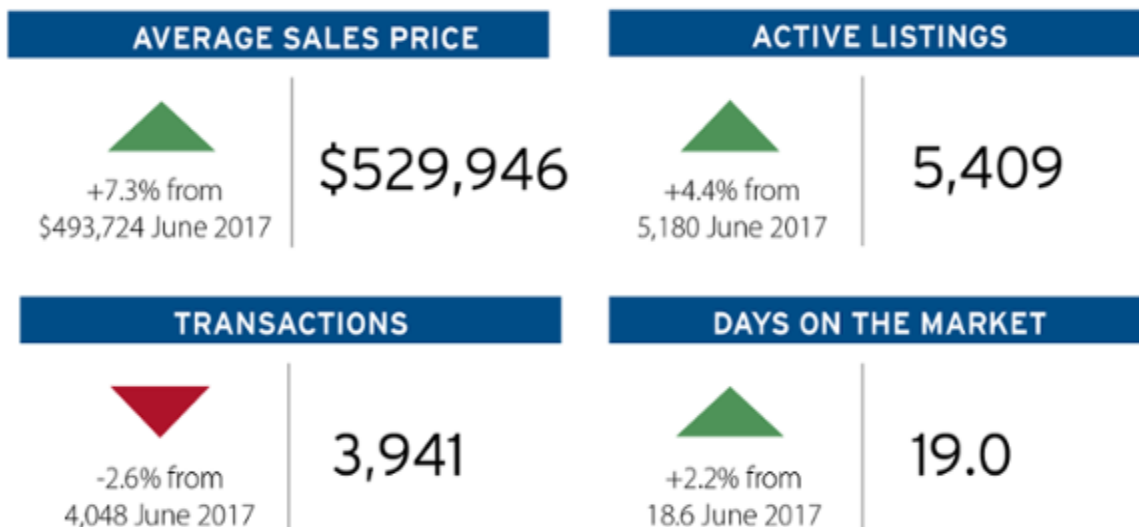 AVERAGE SALES PRICE
+7.3% from
$493,724 June 2017
$529,946
ACTIVE LISTINGS
+4.4% from
5,180 June 2017
5,409
TRANSACTIONS
-2.6% from
4,048 June 2017
3,941
DAYS ON THE MARKET
+2.2% from
18.6 June 2017
19.0